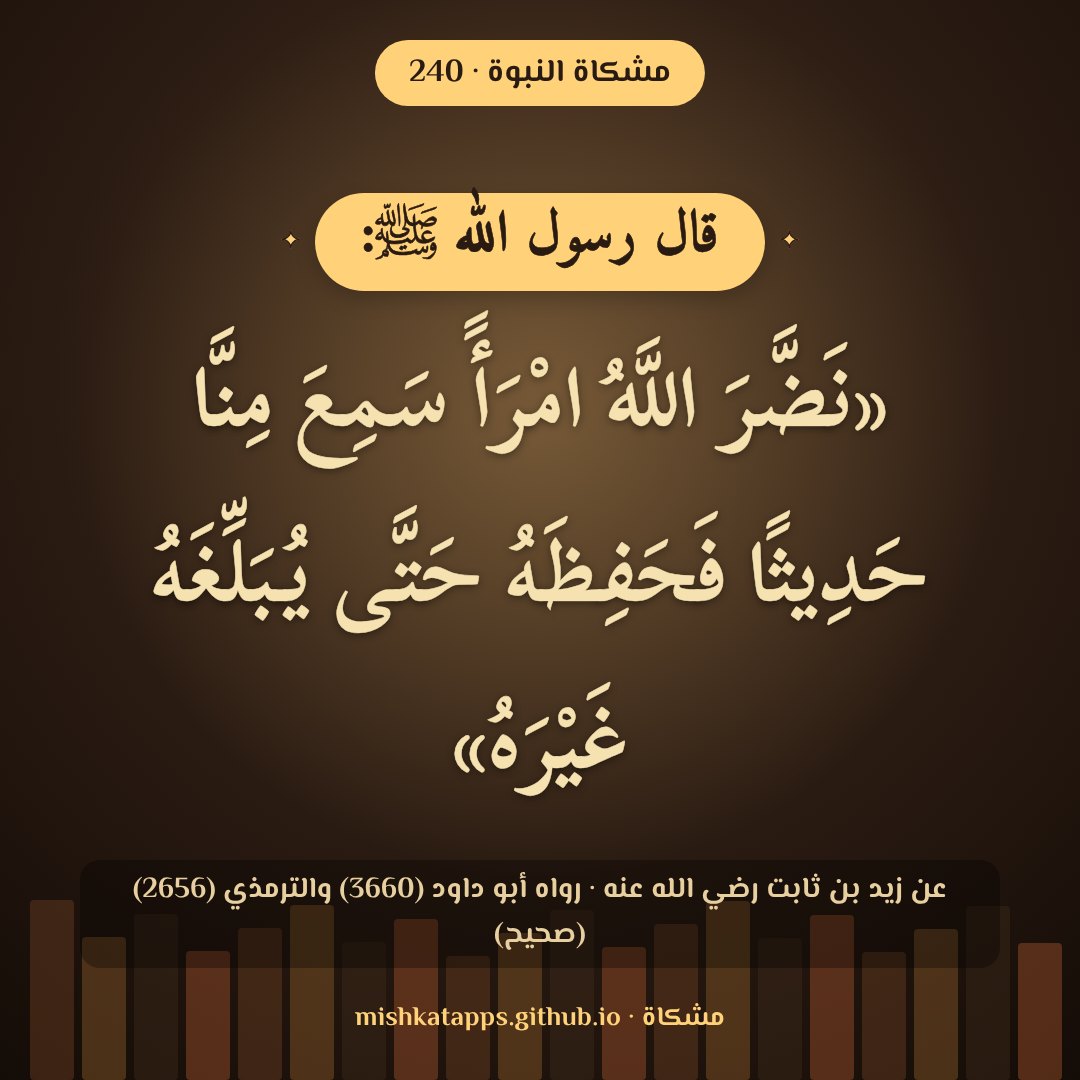 مشكاة النبوة · 240
قال رسول الله ﷺ:
«نَضَّرَ اللَّهُ امْرَأً سَمِعَ مِنَّا
حَدِيثًا فَحَفِظَهُ حَتَّى يُبَلِّغَهُ
غَيْرَهُ»
عن زيد بن ثابت رضي الله عنه · رواه أبو داود (3660) والترمذي (2656)
(صحيح)
مشكاة · mishkatapps.github.io